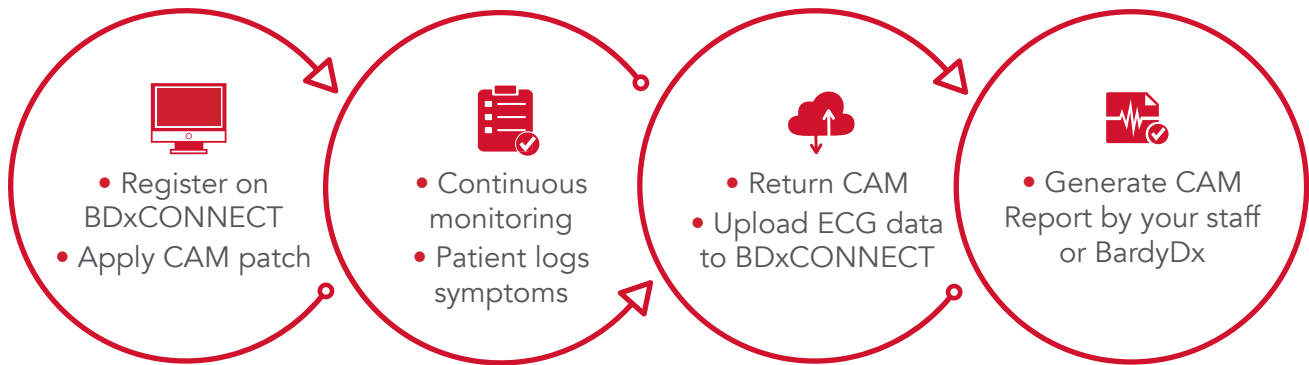 • Register on
BDxCONNECT
• Apply CAM patch
• Continuous
monitoring
• Patient logs
symptoms
• Return CAM
• Upload ECG data
to BDxCONNECT
• Generate CAM
Report by your staff
or BardyDx